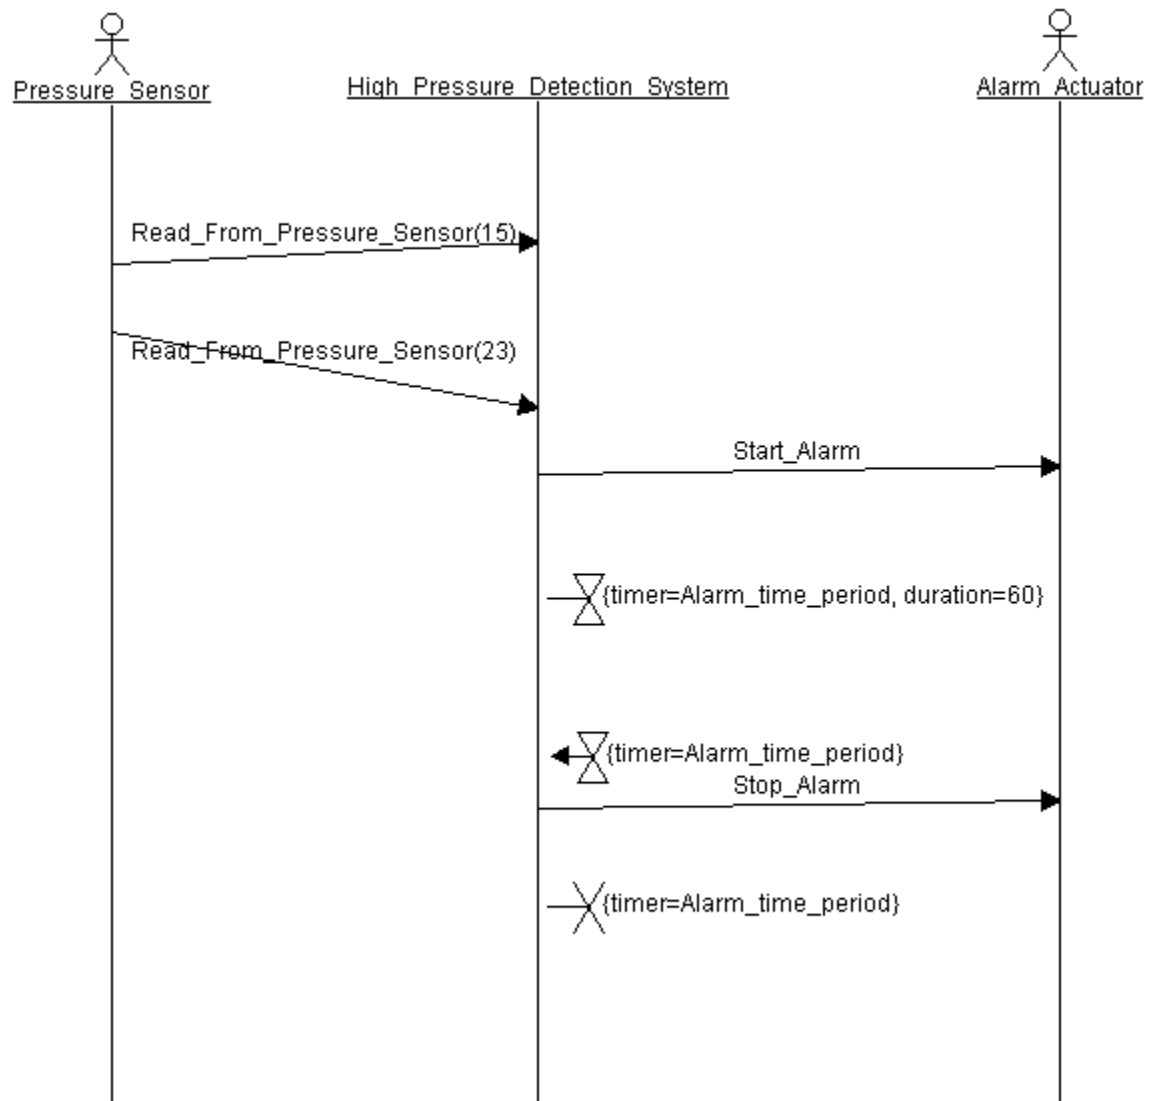 Pressure_Sensor
High_Pressure_Detection_System
Alarm_Actuator
Read_From_Pressure_Sensor(15)
Read_From_Pressure_Sensor(23)
Start_Alarm
{timer=Alarm_time_period, duration=60}
{timer=Alarm_time_period}
Stop_Alarm
{timer=Alarm_time_period}